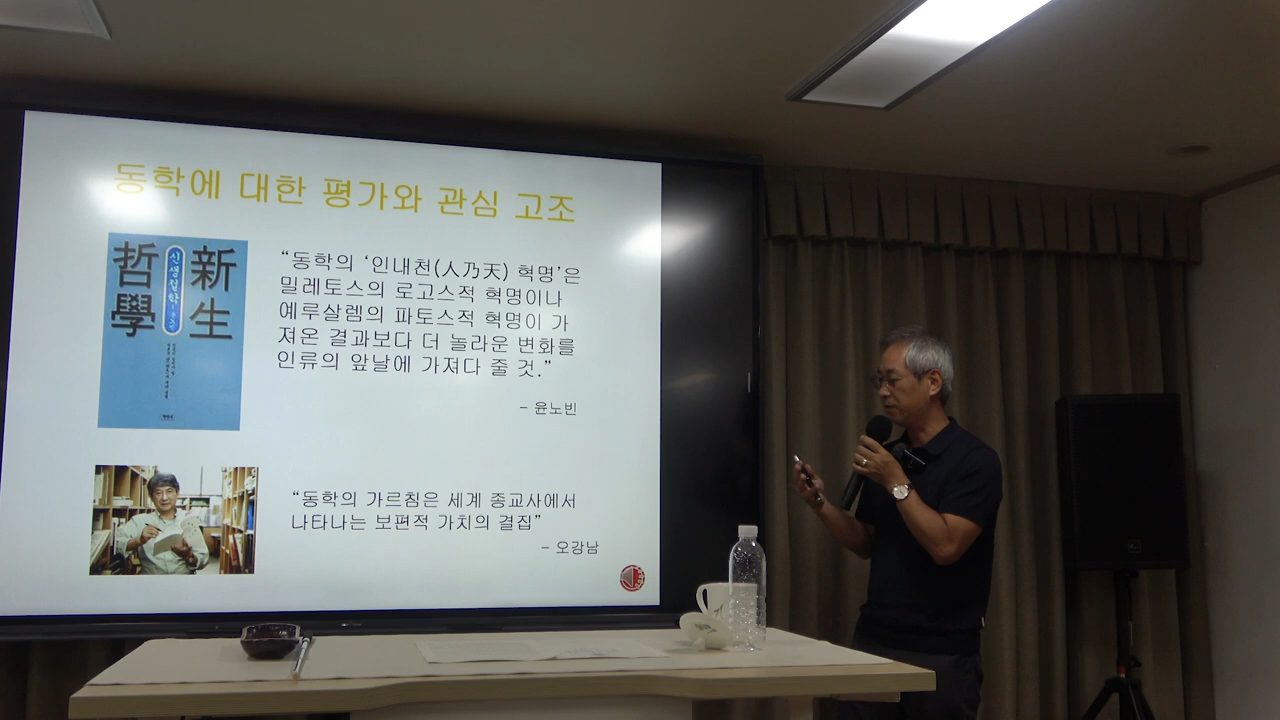 동학에 대한 평가와 관심 고조
新生
哲學
신생철학
“동학의 ‘인내천(人乃天) 혁명’은
밀레토스의 로고스적 혁명이나
예루살렘의 파토스적 혁명이 가
져온 결과보다 더 놀라운 변화를
인류의 앞날에 가져다 줄 것.”
– 윤노빈
“동학의 가르침은 세계 종교사에서
나타나는 보편적 가치의 결집”
– 오강남